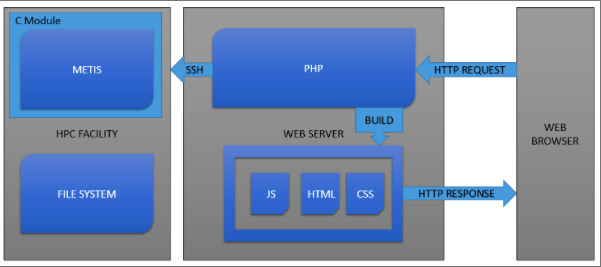 C Module
METIS
HPC FACILITY
FILE SYSTEM
SSH
PHP
BUILD
WEB SERVER
JS
HTML
CSS
HTTP REQUEST
HTTP RESPONSE
WEB
BROWSER